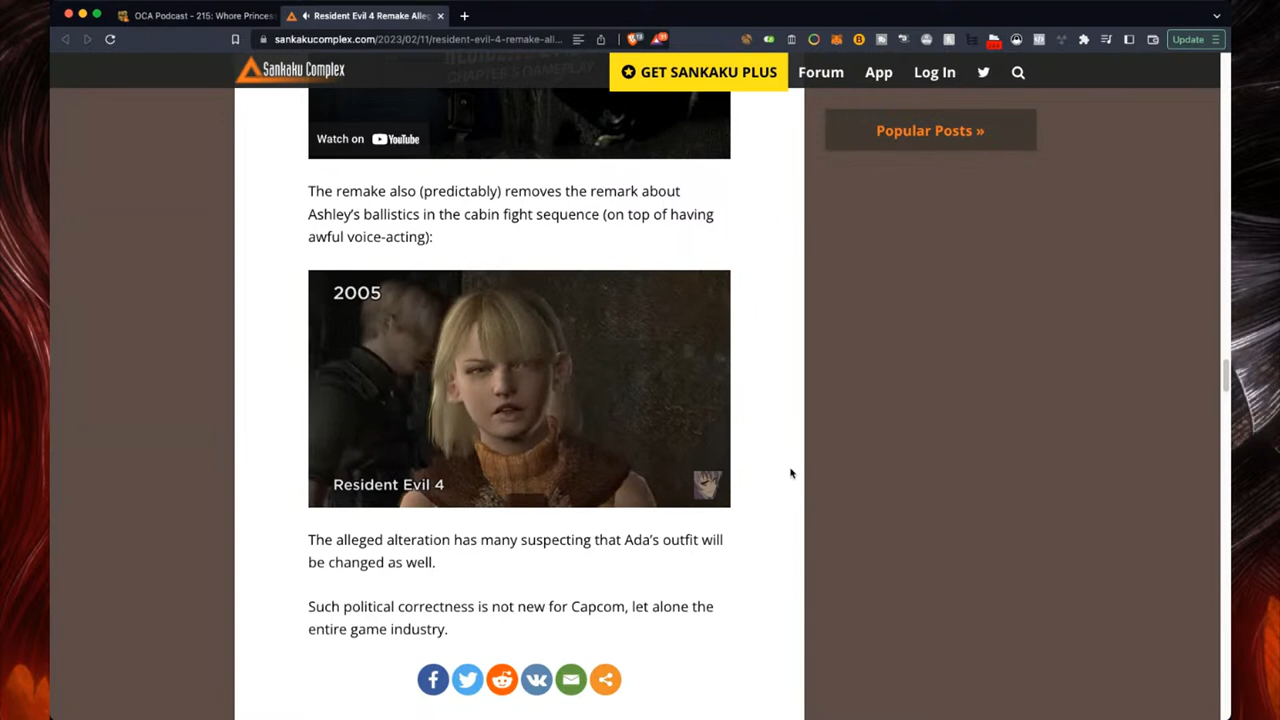 OCA Podcast - 215: Whore Princes
Resident Evil 4 Remake Alleg
sankakucomplex.com/2023/02/11/resident-evil-4-remake-all...
Update
Sankaku Complex
GET SANKAKU PLUS
Forum
App
Log In
CHAPTER 5 GAMEPLAY
Watch on YouTube
Popular Posts »
The remake also (predictably) removes the remark about
Ashley's ballistics in the cabin fight sequence (on top of having
awful voice-acting):
2005
Resident Evil 4
The alleged alteration has many suspecting that Ada's outfit will
be changed as well.
Such political correctness is not new for Capcom, let alone the
entire game industry.